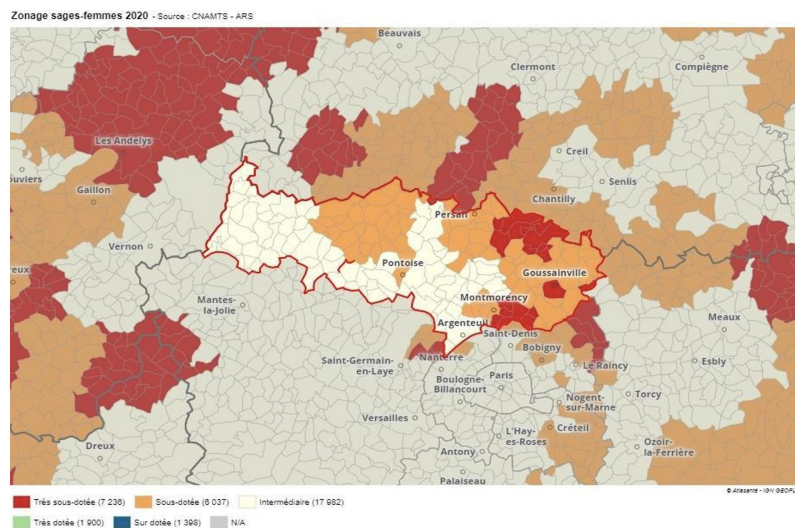 Zonage sages-femmes 2020 - Source : CNAMTS - ARS
Beauvais
Clermont
Compiègne
Les Andelys
Creil
Senlis
Gaillon
Chantilly
Persan
Vernon
Pontoise
Goussainville
Mantes-
la-Jolie
Montmorency
Meaux
Argenteuil
Saint-Denis
Bobigny
Saint-Germain-
en-Laye
Nanterre
Le Raincy
Esbly
Boulogne-
Billancourt
Paris
Nogent-
sur-Marne
Torcy
Versailles
Créteil
L'Hay-
es-Roses
Dreux
Antony
Ozoir-
la-Ferrière
Palaiseau
Très sous-dotée (7 236) Sous-dotée (6 037) Intermédiaire (17 982)
Très dotée (1 900) Sur dotée (1 398) N/A